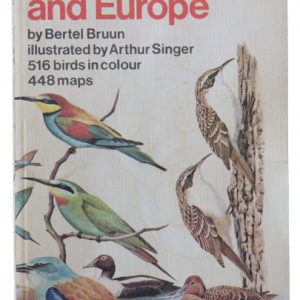 and Europe
by Bertel Bruun
illustrated by Arthur Singer
516 birds in colour
448 maps